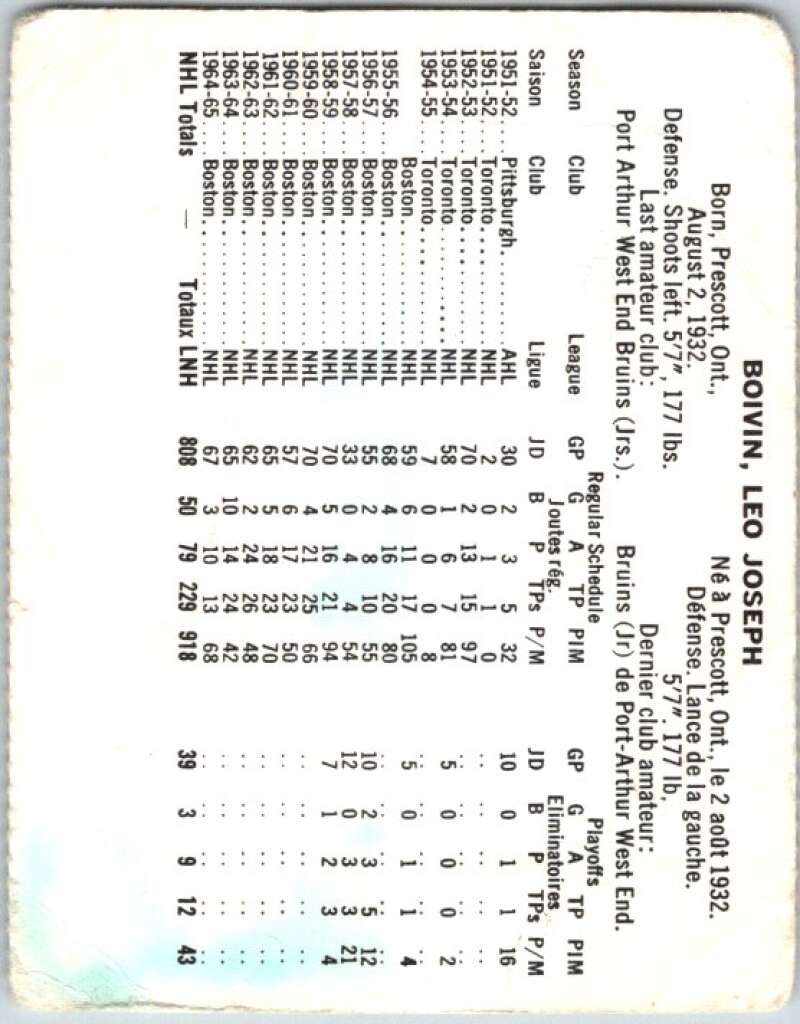 BOIVIN, LEO JOSEPH
Born, Prescott, Ont.,
August 2, 1932.
Defense. Shoots left. 5'7", 177 lbs.
Last amateur club:
Port Arthur West End Bruins (Jrs.).
Né à Prescott, Ont., le 2 août 1932.
Défense. Lance de la gauche.
5'7". 177 lb,
Dernier club amateur:
Bruins (Jr) de Port-Arthur West End.
Regular Schedule Playoffs
Season Club League GP G A TP PIM GP G A TP PIM
Joutes rég. Eliminatoires
Saison Club Ligue JD B P TPs P/M JD B P TPs P/M
1951-52.... Pittsburgh......... AHL 30 2 3 5 32 10 0 1 1 16
1951-52.... Toronto............ NHL 2 0 1 1 0 .. .. .. .. ..
1952-53.... Toronto............ NHL 70 2 13 15 97 .. .. .. .. ..
1953-54.... Toronto............ NHL 58 1 6 7 81 5 0 0 0 2
1954-55.... Toronto............ NHL 7 0 0 0 8 .. .. .. .. ..
Boston............. NHL 59 6 11 17 105 5 0 1 1 4
1955-56.... Boston............. NHL 68 4 16 20 80 .. .. .. .. ..
1956-57.... Boston............. NHL 55 2 8 10 55 10 2 3 5 12
1957-58.... Boston............. NHL 33 0 4 4 54 12 0 3 3 21
1958-59.... Boston............. NHL 70 5 16 21 94 7 1 2 3 4
1959-60.... Boston............. NHL 70 4 21 25 66 .. .. .. .. ..
1960-61.... Boston............. NHL 57 6 17 23 50 .. .. .. .. ..
1961-62.... Boston............. NHL 65 5 18 23 70 .. .. .. .. ..
1962-63.... Boston............. NHL 62 2 24 26 48 .. .. .. .. ..
1963-64.... Boston............. NHL 65 10 14 24 42 .. .. .. .. ..
1964-65.... Boston............. NHL 67 3 10 13 68 .. .. .. .. ..
NHL Totals — Totaux LNH 808 50 79 229 918 39 3 9 12 43